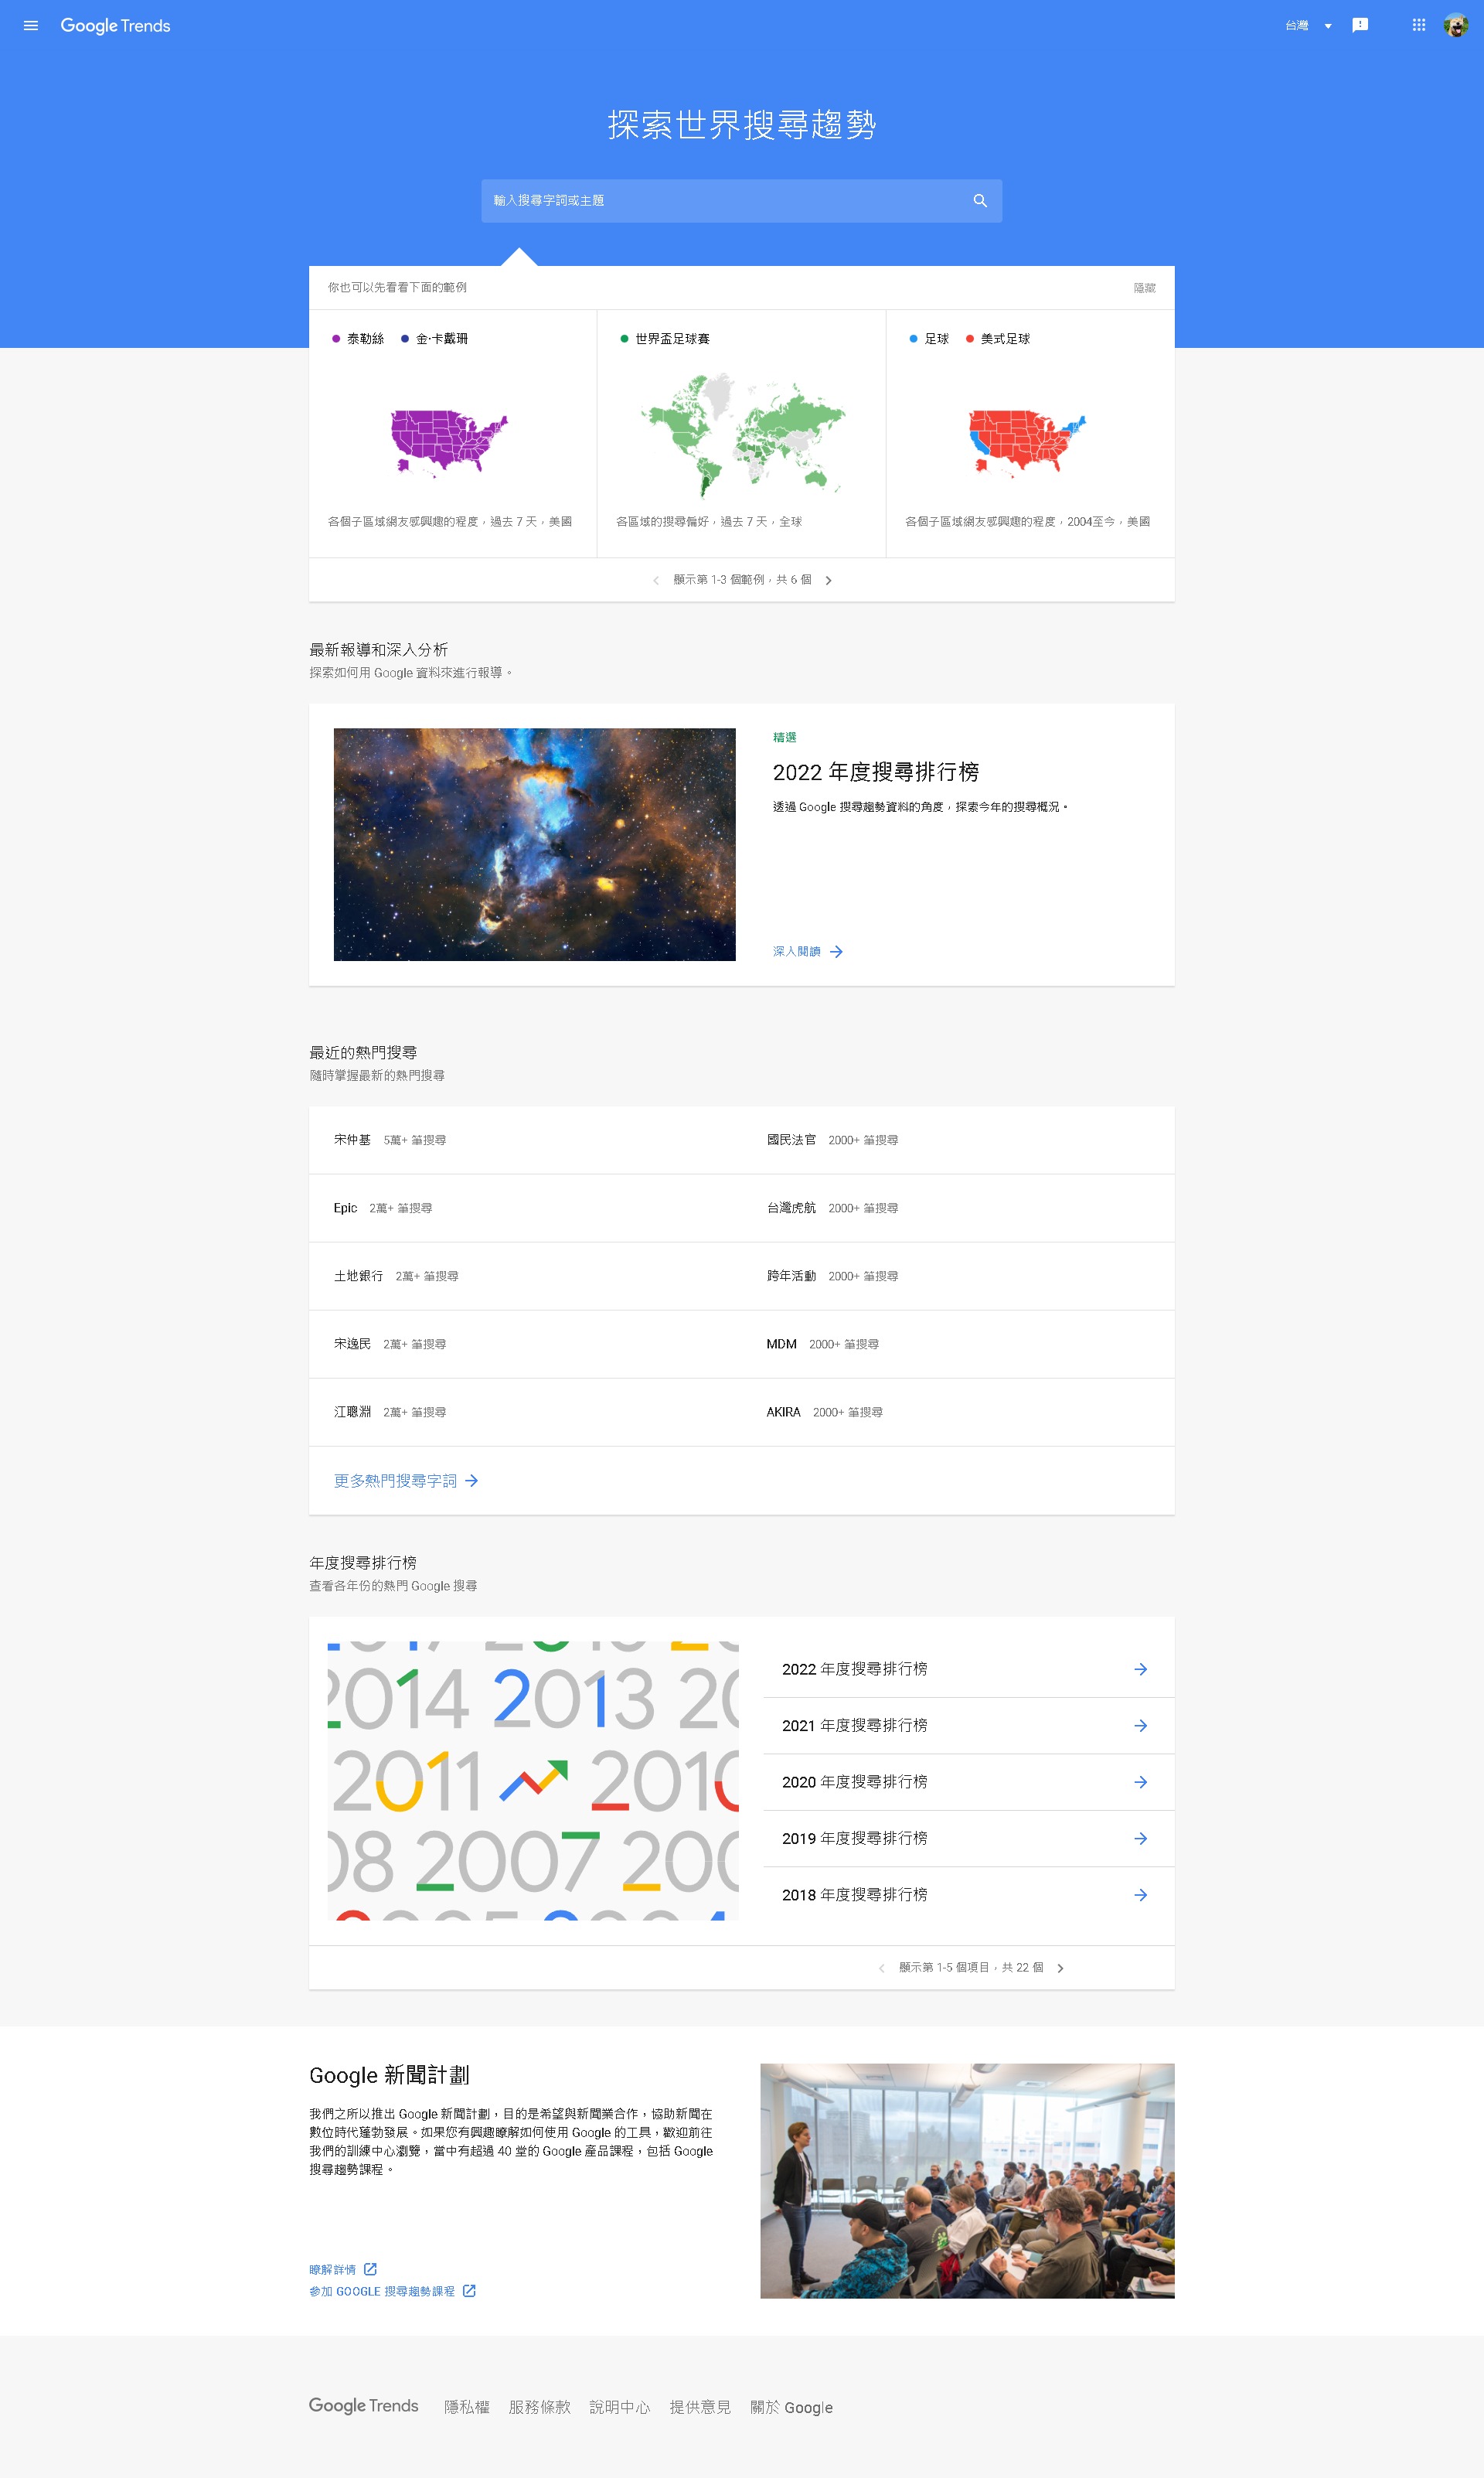 Google Trends
台灣
探索世界搜尋趨勢
輸入搜尋字詞或主題
你也可以先看看下面的範例
隱藏
泰勒絲 金·卡戴珊
各個子區域網友感興趣的程度，過去 7 天，美國
世界盃足球賽
各區域的搜尋偏好，過去 7 天，全球
足球 美式足球
各個子區域網友感興趣的程度，2004至今，美國
顯示第 1-3 個範例，共 6 個
最新報導和深入分析
探索如何用 Google 資料來進行報導。
精選
2022 年度搜尋排行榜
透過 Google 搜尋趨勢資料的角度，探索今年的搜尋概況。
深入閱讀
最近的熱門搜尋
隨時掌握最新的熱門搜尋
宋仲基 5萬+ 筆搜尋
國民法官 2000+ 筆搜尋
Epic 2萬+ 筆搜尋
台灣虎航 2000+ 筆搜尋
土地銀行 2萬+ 筆搜尋
跨年活動 2000+ 筆搜尋
宋逸民 2萬+ 筆搜尋
MDM 2000+ 筆搜尋
江聰淵 2萬+ 筆搜尋
AKIRA 2000+ 筆搜尋
更多熱門搜尋字詞
年度搜尋排行榜
查看各年份的熱門 Google 搜尋
2014 2013 20
2011 2010
08 2007 200
2022 年度搜尋排行榜
2021 年度搜尋排行榜
2020 年度搜尋排行榜
2019 年度搜尋排行榜
2018 年度搜尋排行榜
顯示第 1-5 個項目，共 22 個
Google 新聞計劃
我們之所以推出 Google 新聞計劃，目的是希望與新聞業合作，協助新聞在
數位時代蓬勃發展。如果您有興趣瞭解如何使用 Google 的工具，歡迎前往
我們的訓練中心瀏覽，當中有超過 40 堂的 Google 產品課程，包括 Google
搜尋趨勢課程。
瞭解詳情
參加 GOOGLE 搜尋趨勢課程
Google Trends 隱私權 服務條款 說明中心 提供意見 關於 Google